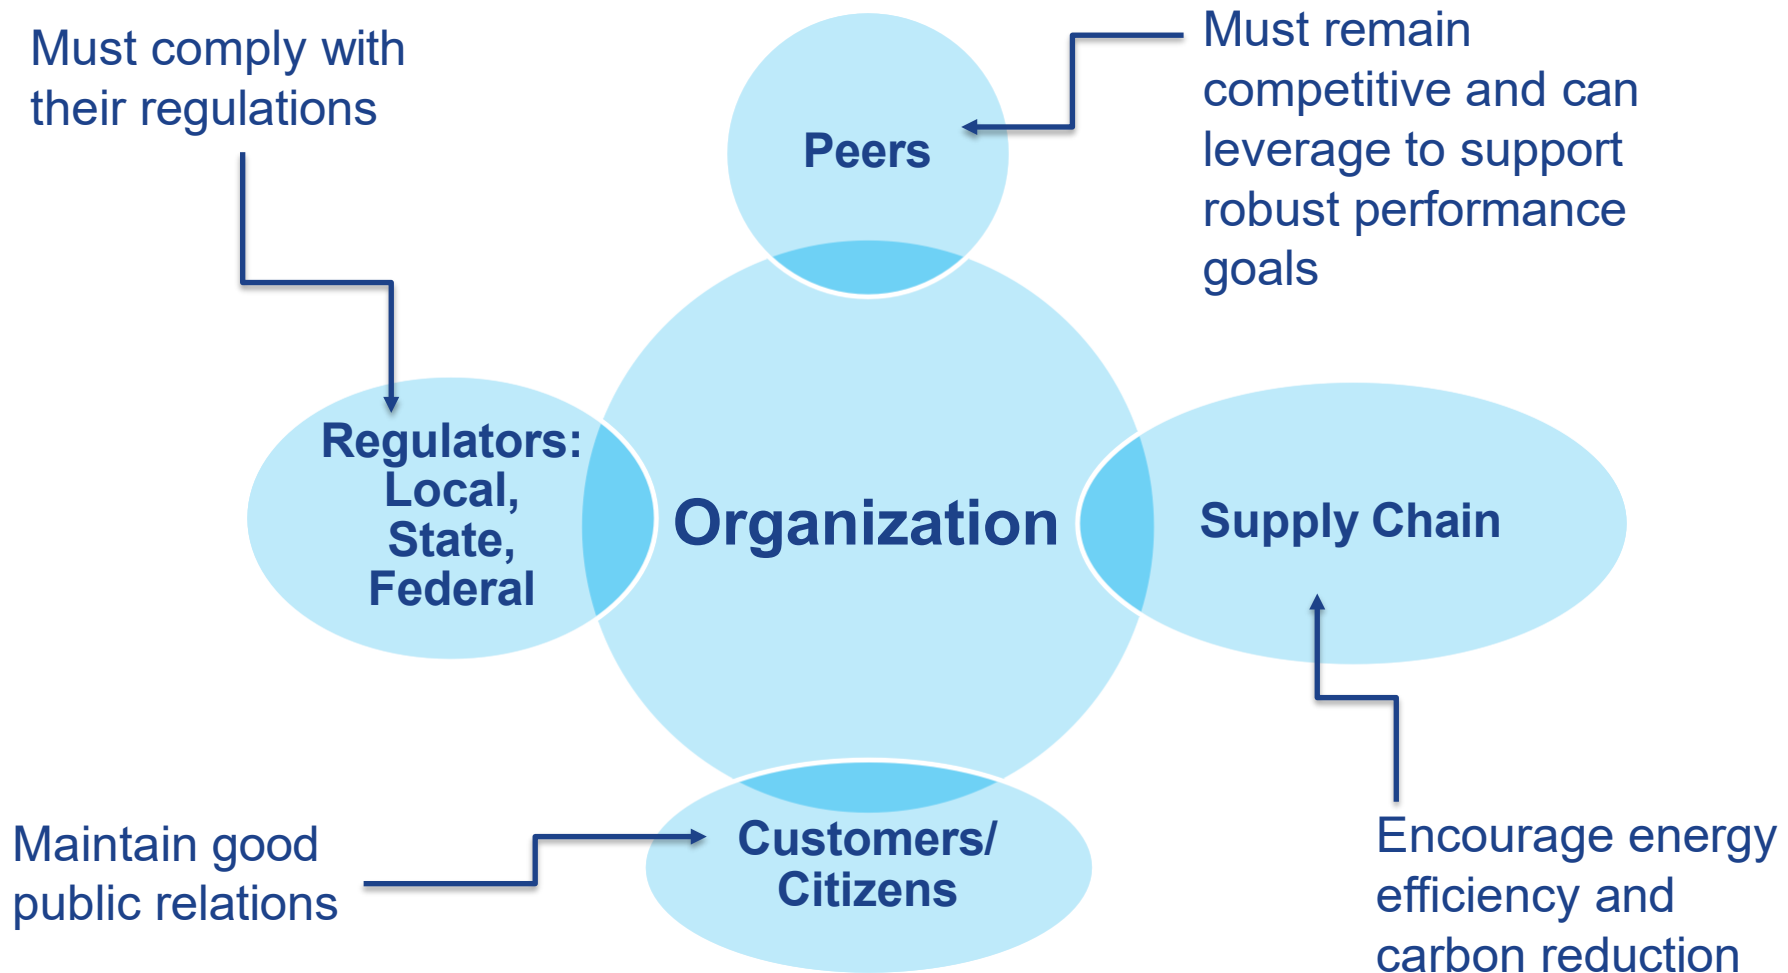 Must comply with
their regulations
Must remain
competitive and can
leverage to support
robust performance
goals
Peers
Regulators:
Local,
State,
Federal
Organization
Supply Chain
Maintain good
public relations
Customers/
Citizens
Encourage energy
efficiency and
carbon reduction